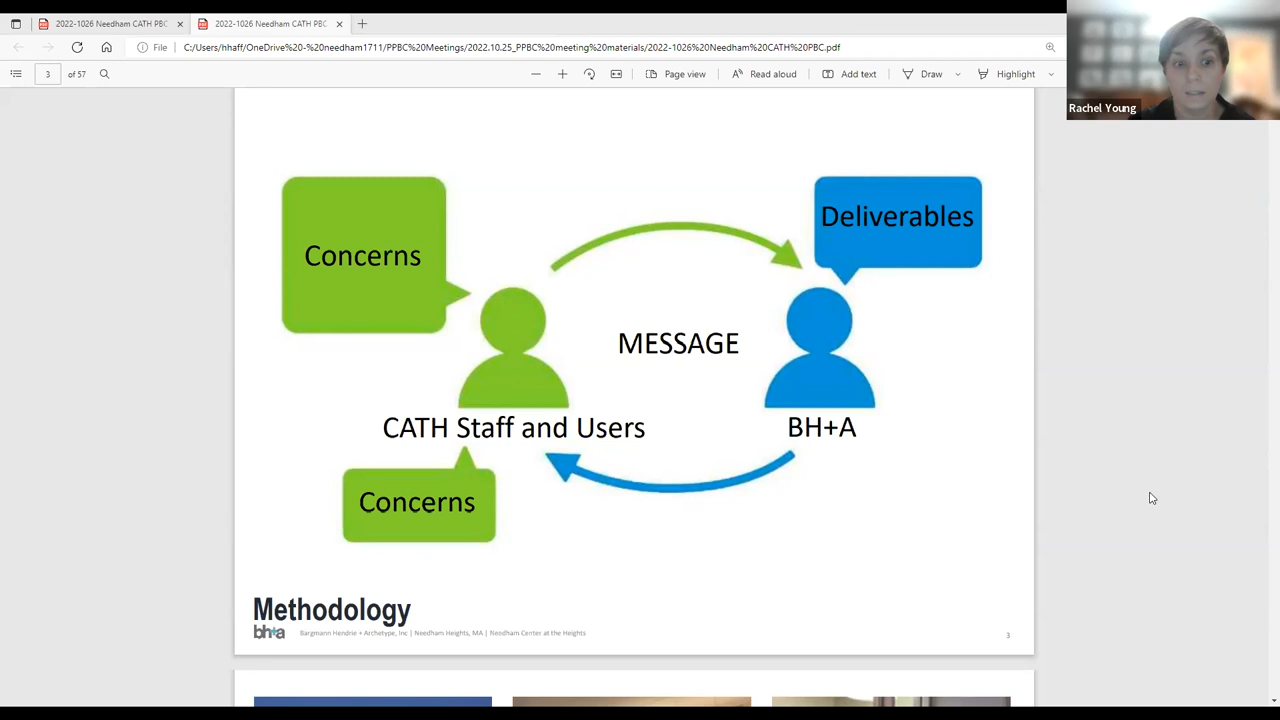 2022-1026 Needham CATH PBC
2022-1026 Needham CATH PBC
File
C:/Users/hhaff/OneDrive%20-%20needham1711/PPBC%20Meetings/2022.10.25_PPBC%20meeting%20materials/2022-1026%20Needham%20CATH%20PBC.pdf
3 of 57
Page view
Read aloud
Add text
Draw
Highlight
Rachel Young
Concerns
Deliverables
MESSAGE
CATH Staff and Users
BH+A
Concerns
Methodology
bh+a
Bargmann Hendrie + Archetype, Inc | Needham Heights, MA | Needham Center at the Heights
3